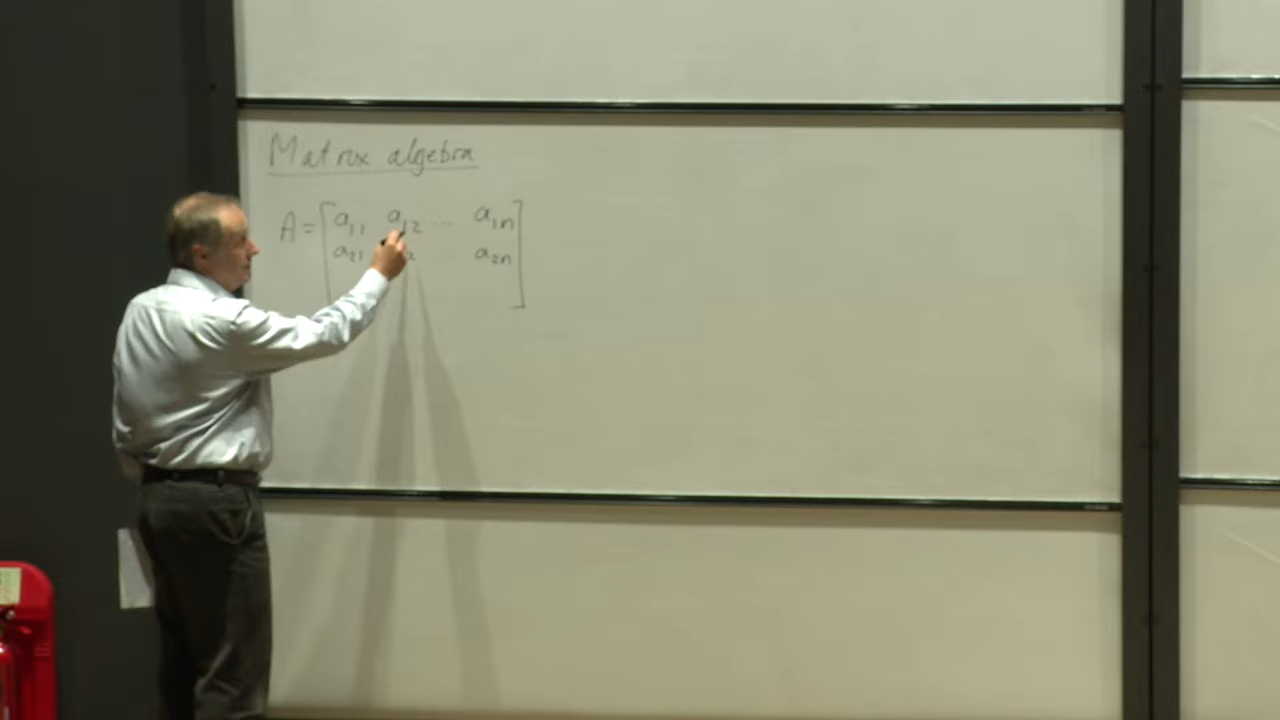 Matrix algebra
A = [ a11 a12 ... a1n ]
a21 ... a2n